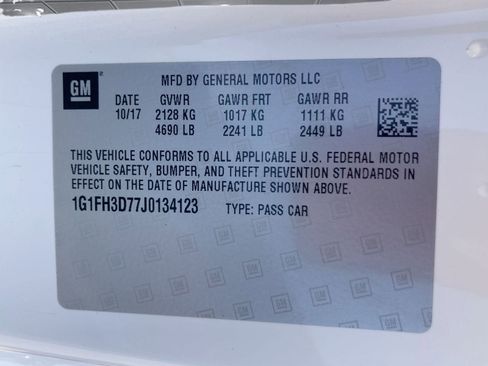 GM
MFD BY GENERAL MOTORS LLC
DATE GVWR GAWR FRT GAWR RR
10/17 2128 KG 1017 KG 1111 KG
4690 LB 2241 LB 2449 LB
THIS VEHICLE CONFORMS TO ALL APPLICABLE U.S. FEDERAL MOTOR
VEHICLE SAFETY, BUMPER, AND THEFT PREVENTION STANDARDS IN
EFFECT ON THE DATE OF MANUFACTURE SHOWN ABOVE.
1G1FH3D77J0134123 TYPE: PASS CAR